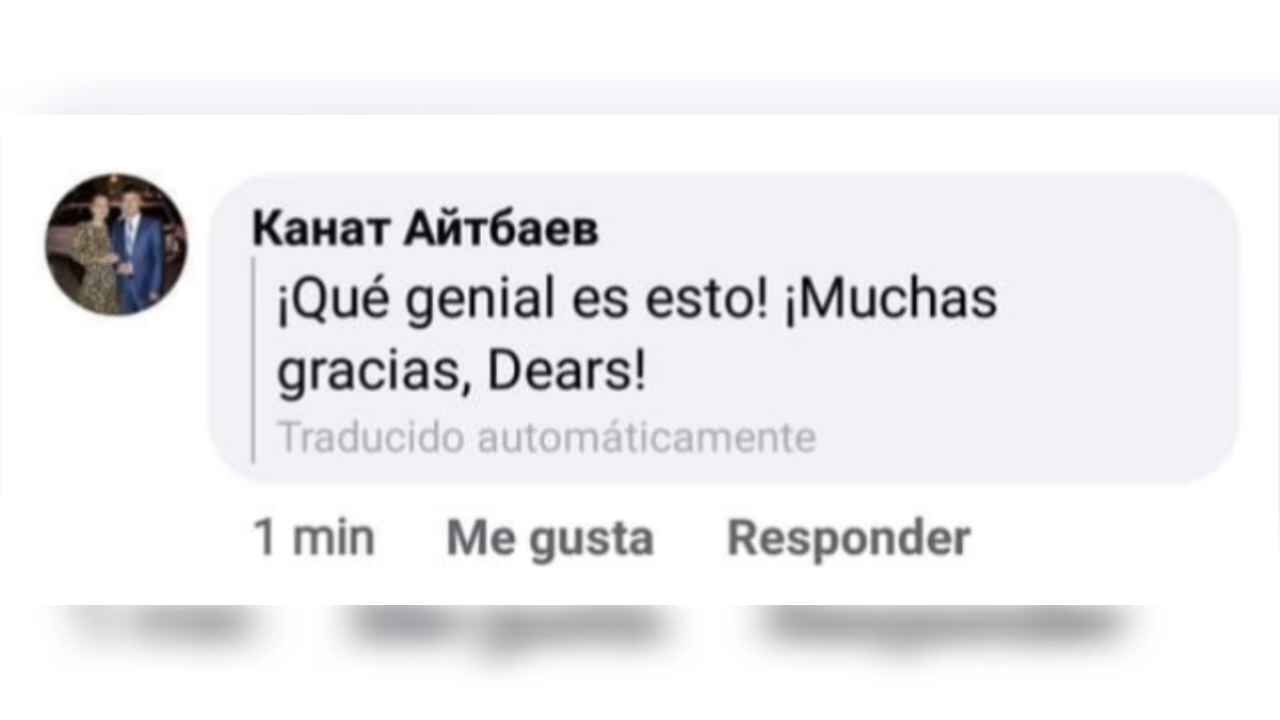 Канат Айтбаев
¡Qué genial es esto! ¡Muchas
gracias, Dears!
Traducido automáticamente
1 min Me gusta Responder